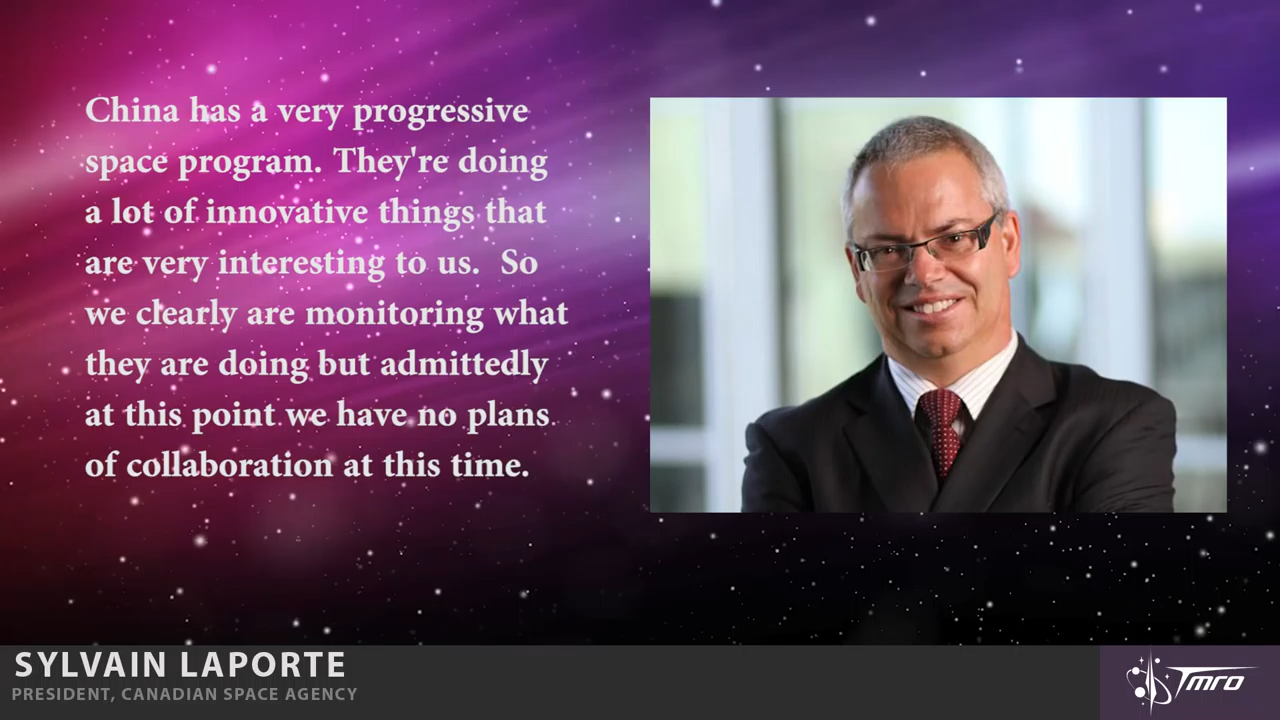 China has a very progressive
space program. They're doing
a lot of innovative things that
are very interesting to us.  So
we clearly are monitoring what
they are doing but admittedly
at this point we have no plans
of collaboration at this time.
SYLVAIN LAPORTE
PRESIDENT, CANADIAN SPACE AGENCY
Tmro